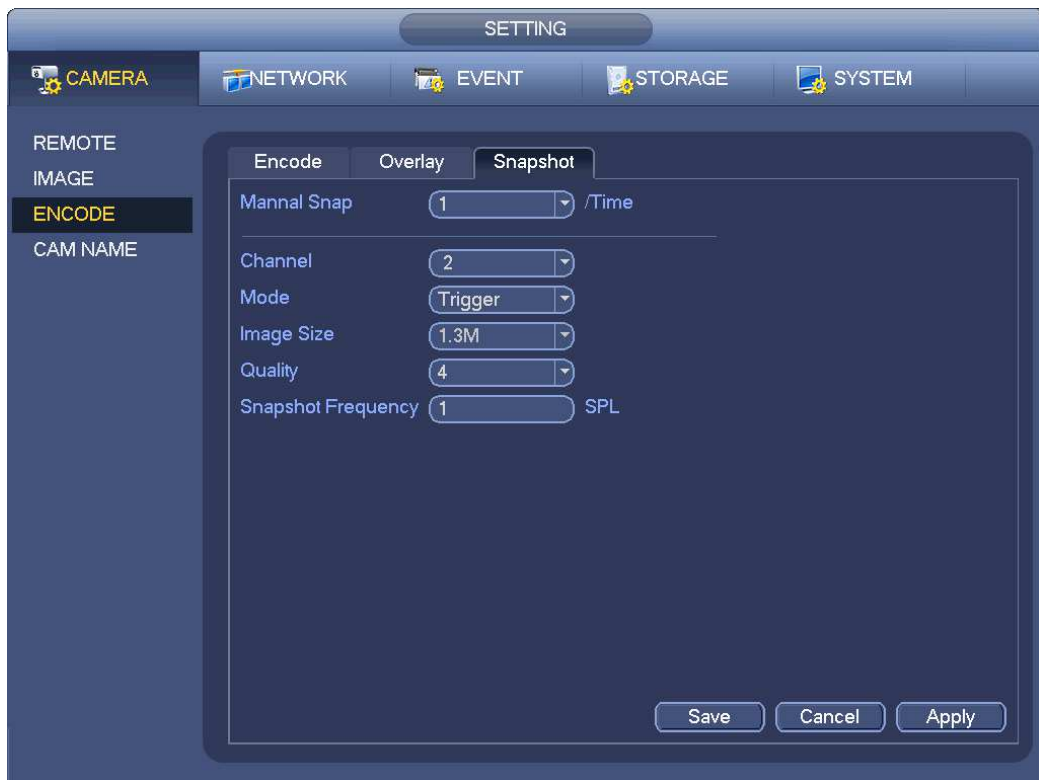 SETTING
CAMERA NETWORK EVENT STORAGE SYSTEM
REMOTE
IMAGE
ENCODE
CAM NAME
Encode Overlay Snapshot
Mannal Snap 1 /Time
Channel 2
Mode Trigger
Image Size 1.3M
Quality 4
Snapshot Frequency 1 SPL
Save Cancel Apply